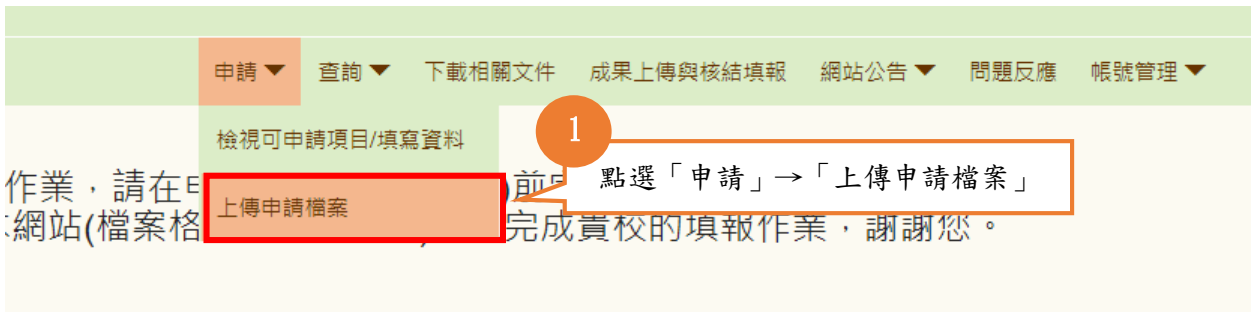 申請▼ 查詢▼ 下載相關文件 成果上傳與核結填報 網站公告▼ 問題反應 帳號管理▼
檢視可申請項目/填寫資料
1
點選「申請」→「上傳申請檔案」
上傳申請檔案
作業,請在 )前
網站(檔案格 完成貴校的填報作業,謝謝您。